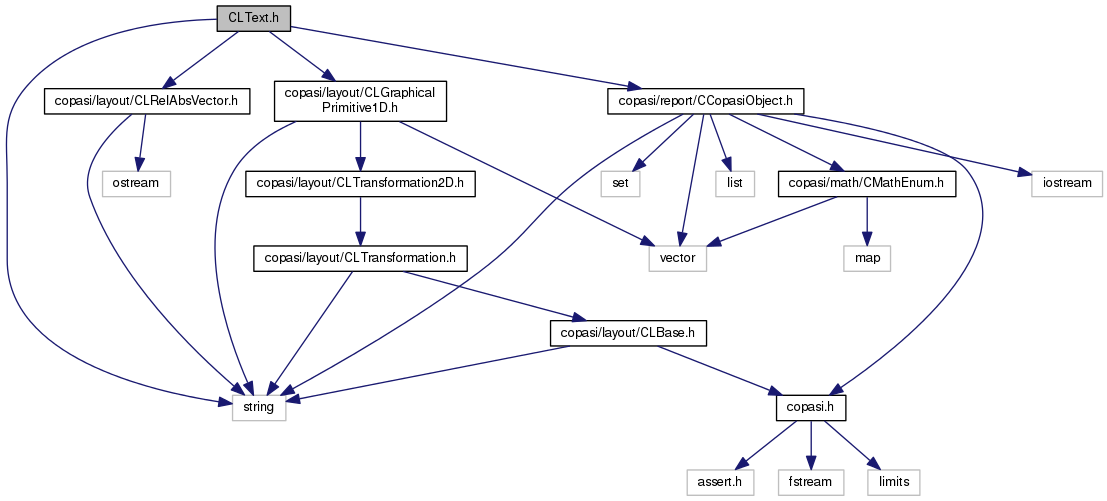 CLText.h
copasi/layout/CLRelAbsVector.h
copasi/layout/CLGraphical
Primitive1D.h
copasi/report/CCopasiObject.h
ostream
copasi/layout/CLTransformation2D.h
set
list
copasi/math/CMathEnum.h
iostream
copasi/layout/CLTransformation.h
vector
map
copasi/layout/CLBase.h
string
copasi.h
assert.h
fstream
limits